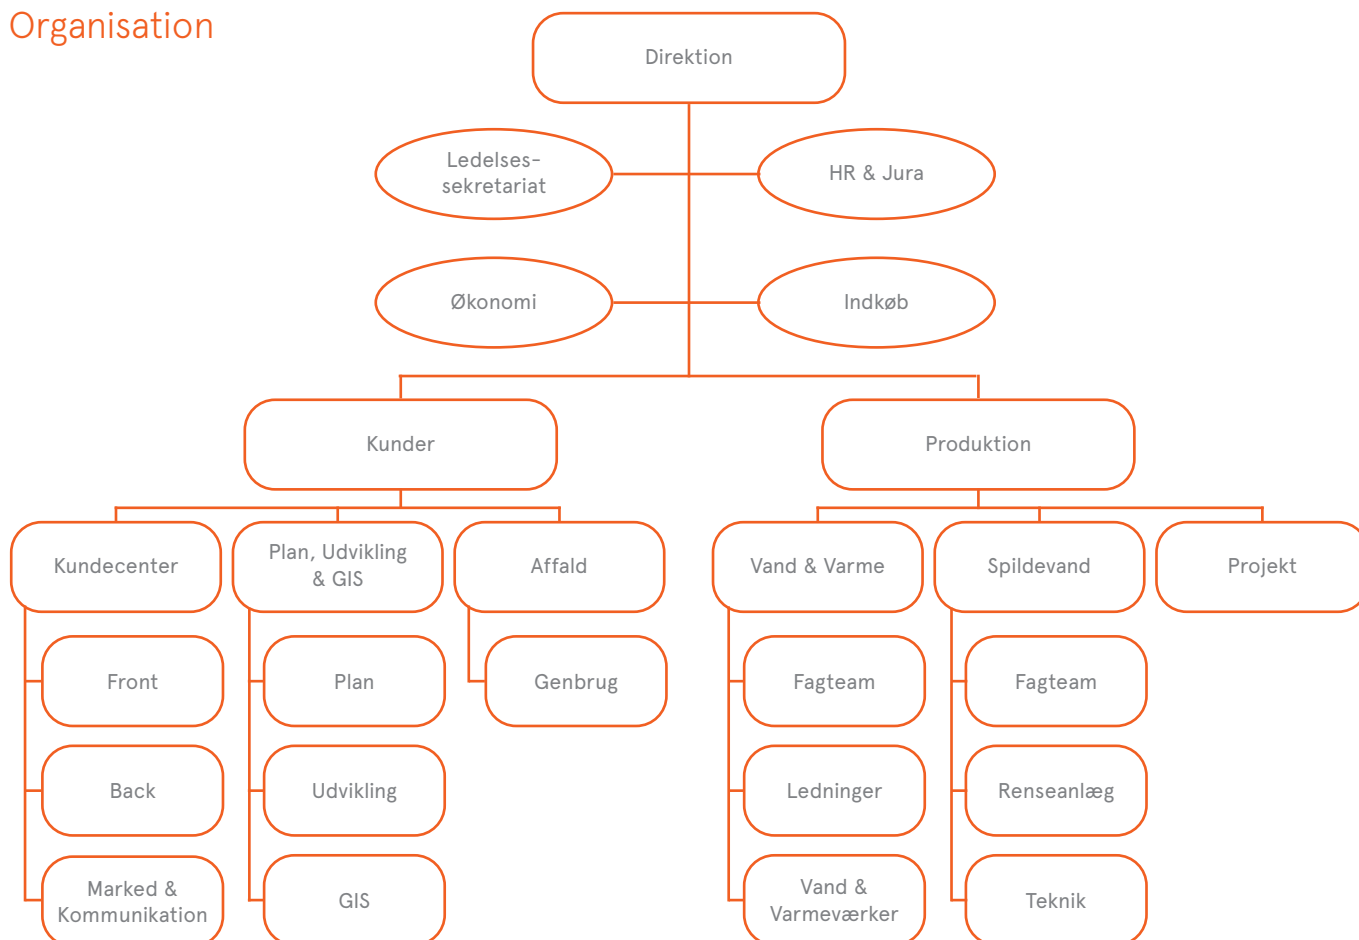 Organisation
Direktion
Ledelses-
sekretariat
HR & Jura
Økonomi
Indkøb
Kunder
Produktion
Kundecenter
Plan, Udvikling
& GIS
Affald
Vand & Varme
Spildevand
Projekt
Front
Plan
Genbrug
Fagteam
Fagteam
Back
Udvikling
Ledninger
Renseanlæg
Marked &
Kommunikation
GIS
Vand &
Varmeværker
Teknik